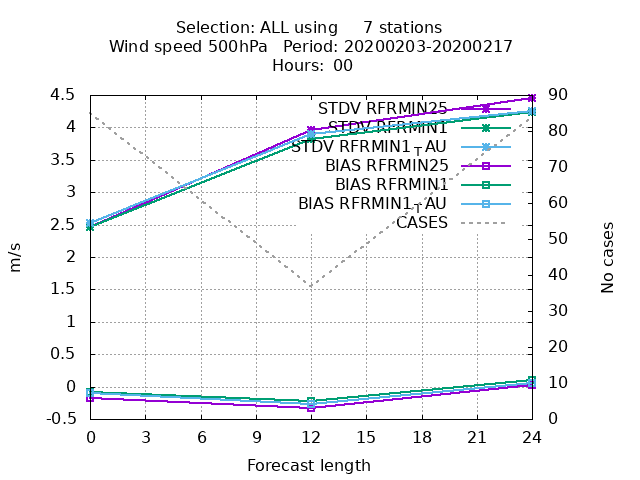 Selection: ALL using 7 stations
Wind speed 500hPa Period: 20200203-20200217
Hours: 00
STDV RFRMIN25
STDV RFRMIN1
STDV RFRMIN1TAU
BIAS RFRMIN25
BIAS RFRMIN1
BIAS RFRMIN1TAU
CASES
4.5
4
3.5
3
2.5
2
1.5
1
0.5
0
-0.5
m/s
90
80
70
60
50
40
30
20
10
0
No cases
0 3 6 9 12 15 18 21 24
Forecast length